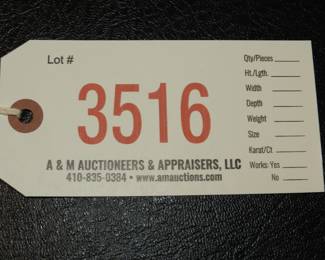 Lot #
3516
Qty/Pieces
Ht./Lgth.
Width
Depth
Weight
Size
Karat/Ct
Works: Yes
No
A & M AUCTIONEERS & APPRAISERS, LLC
410-835-0384 • www.amauctions.com